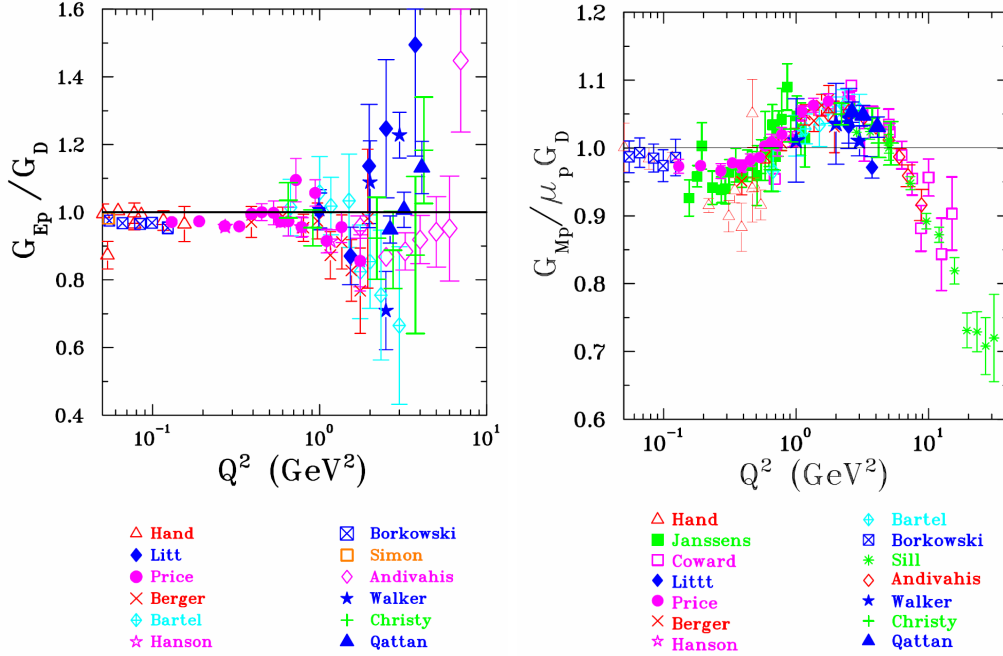 1.6
1.4
1.2
1.0
0.8
0.6
0.4
G_Ep/G_D
10^-1
10^0
10^1
Q^2 (GeV^2)
Hand
Litt
Price
Berger
Bartel
Hanson
Borkowski
Simon
Andivahis
Walker
Christy
Qattan
1.2
1.1
1.0
0.9
0.8
0.7
0.6
G_Mp/μ_pG_D
10^-1
10^0
10^1
Q^2 (GeV^2)
Hand
Janssens
Coward
Littt
Price
Berger
Hanson
Bartel
Borkowski
Sill
Andivahis
Walker
Christy
Qattan